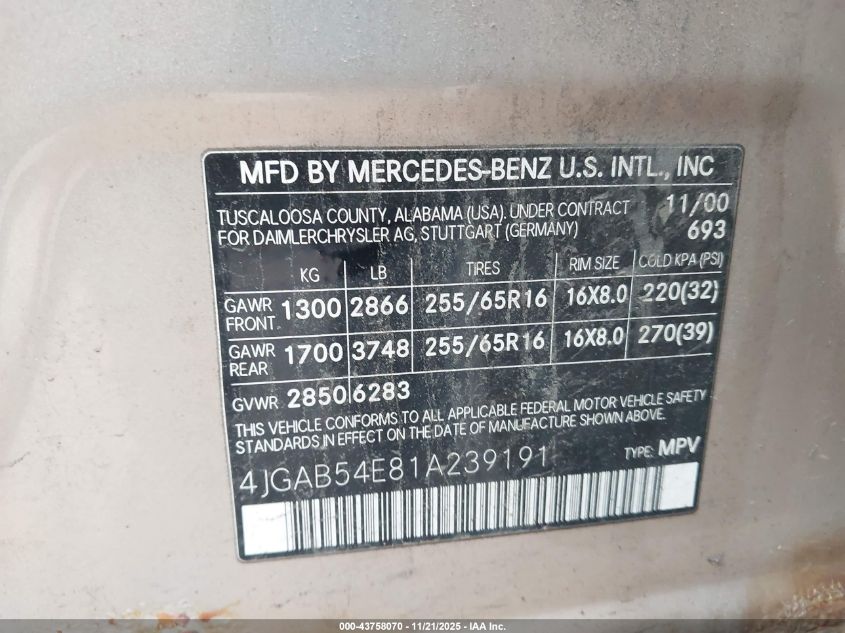 MFD BY MERCEDES-BENZ U.S. INTL., INC
TUSCALOOSA COUNTY, ALABAMA (USA). UNDER CONTRACT 11/00
FOR DAIMLERCHRYSLER AG, STUTTGART (GERMANY) 693
KG LB TIRES RIM SIZE COLD KPA (PSI)
GAWR FRONT 1300 2866 255/65R16 16X8.0 220(32)
GAWR REAR 1700 3748 255/65R16 16X8.0 270(39)
GVWR 2850 6283
THIS VEHICLE CONFORMS TO ALL APPLICABLE FEDERAL MOTOR VEHICLE SAFETY
STANDARDS IN EFFECT ON THE DATE OF MANUFACTURE SHOWN ABOVE.
4JGAB54E81A239191 TYPE: MPV
000-43758070 - 11/21/2025 - IAA Inc.